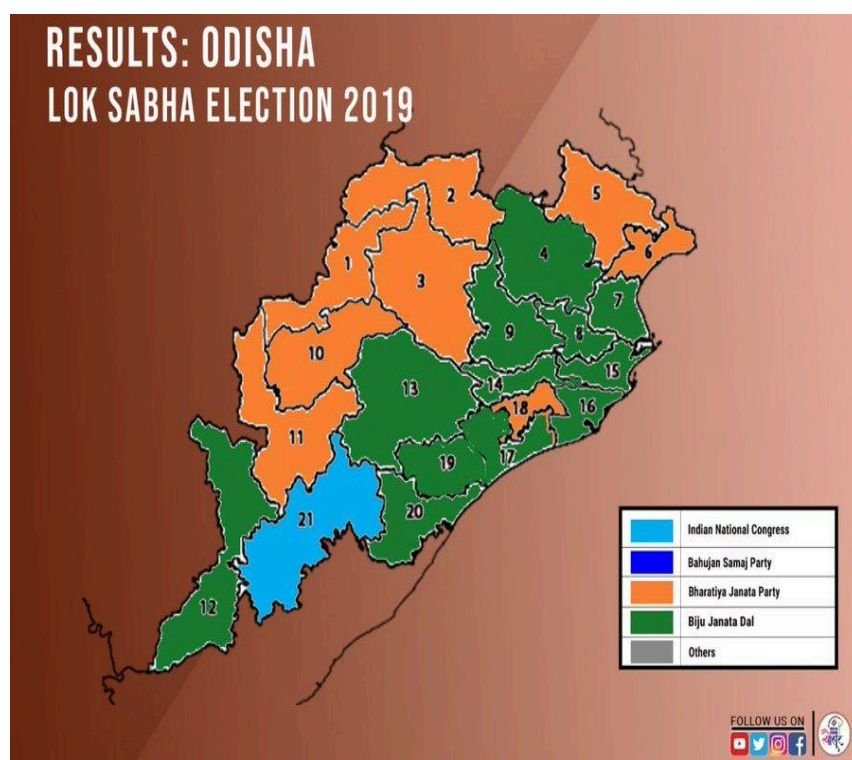 RESULTS: ODISHA
LOK SABHA ELECTION 2019
2
5
1
4
6
3
7
9
8
10
13
14
15
18
16
11
19
17
21
20
12
Indian National Congress
Bahujan Samaj Party
Bharatiya Janata Party
Biju Janata Dal
Others
FOLLOW US ON